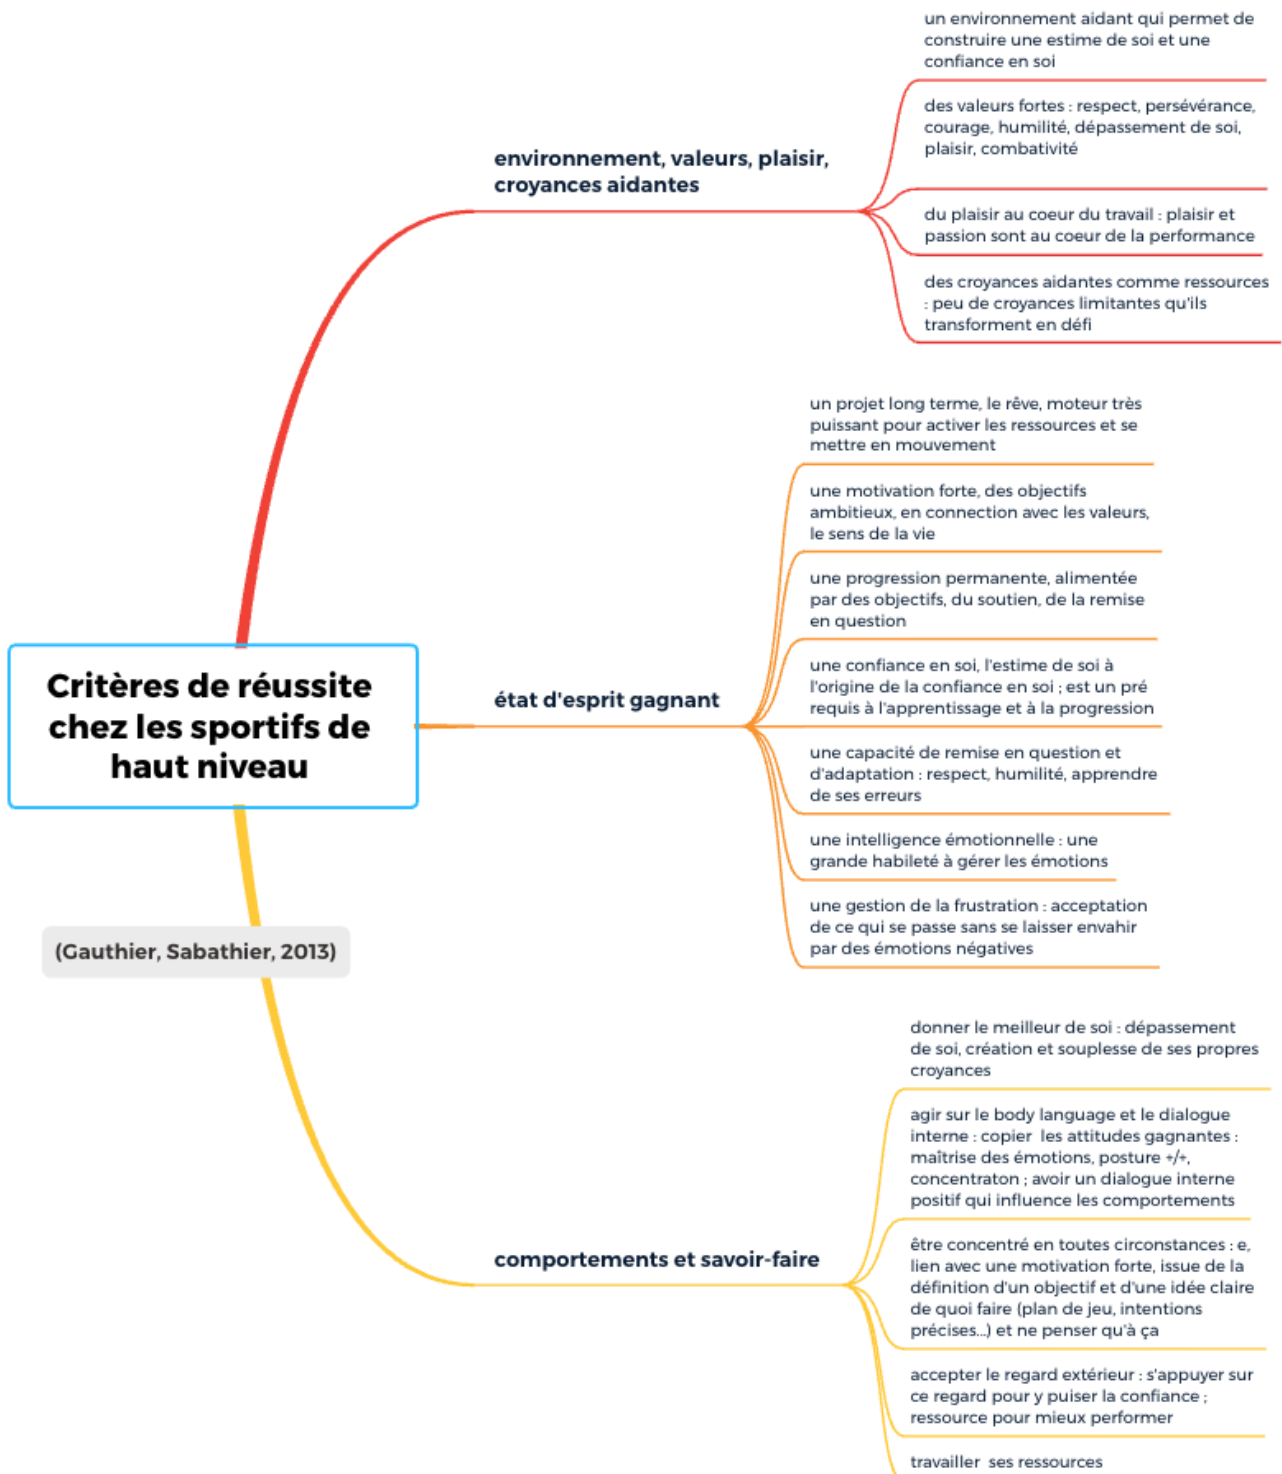 un environnement aidant qui permet de
construire une estime de soi et une
confiance en soi
des valeurs fortes : respect, persévérance,
courage, humilité, dépassement de soi,
plaisir, combativité
environnement, valeurs, plaisir,
croyances aidantes
du plaisir au coeur du travail : plaisir et
passion sont au coeur de la performance
des croyances aidantes comme ressources
: peu de croyances limitantes qu'ils
transforment en défi
un projet long terme, le rêve, moteur très
puissant pour activer les ressources et se
mettre en mouvement
une motivation forte, des objectifs
ambitieux, en connection avec les valeurs,
le sens de la vie
une progression permanente, alimentée
par des objectifs, du soutien, de la remise
en question
Critères de réussite
chez les sportifs de
haut niveau
état d'esprit gagnant
une confiance en soi, l'estime de soi à
l'origine de la confiance en soi ; est un pré
requis à l'apprentissage et à la progression
une capacité de remise en question et
d'adaptation : respect, humilité, apprendre
de ses erreurs
une intelligence émotionnelle : une
grande habileté à gérer les émotions
une gestion de la frustration : acceptation
de ce qui se passe sans se laisser envahir
par des émotions négatives
(Gauthier, Sabathier, 2013)
donner le meilleur de soi : dépassement
de soi, création et souplesse de ses propres
croyances
agir sur le body language et le dialogue
interne : copier  les attitudes gagnantes :
maîtrise des émotions, posture +/+,
concentraton ; avoir un dialogue interne
positif qui influence les comportements
comportements et savoir-faire
être concentré en toutes circonstances : e,
lien avec une motivation forte, issue de la
définition d'un objectif et d'une idée claire
de quoi faire (plan de jeu, intentions
précises...) et ne penser qu'à ça
accepter le regard extérieur : s'appuyer sur
ce regard pour y puiser la confiance ;
ressource pour mieux performer
travailler  ses ressources